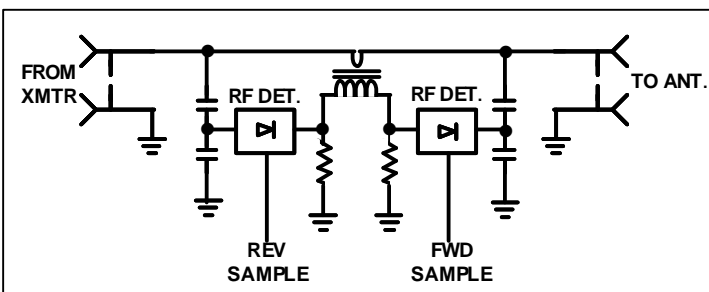 FROM
XMTR
RF DET.
RF DET.
TO ANT.
REV
SAMPLE
FWD
SAMPLE